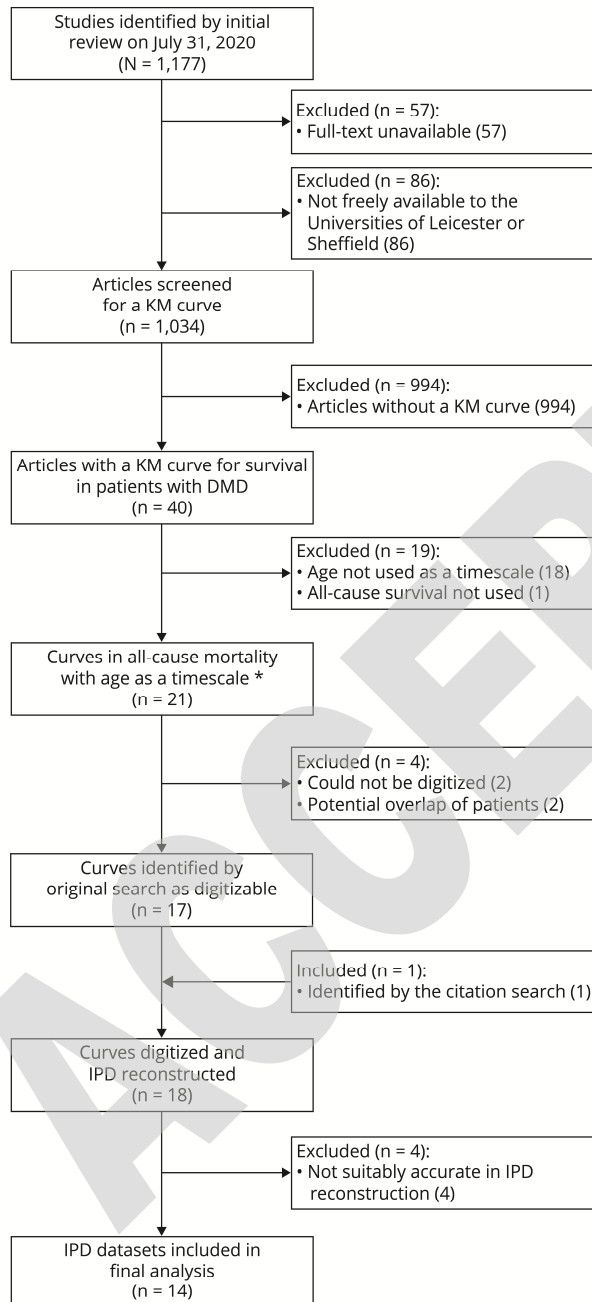 Studies identified by initial
review on July 31, 2020
(N = 1,177)
Excluded (n = 57):
• Full-text unavailable (57)
Excluded (n = 86):
• Not freely available to the
Universities of Leicester or
Sheffield (86)
Articles screened
for a KM curve
(n = 1,034)
Excluded (n = 994):
• Articles without a KM curve (994)
Articles with a KM curve for survival
in patients with DMD
(n = 40)
Excluded (n = 19):
• Age not used as a timescale (18)
• All-cause survival not used (1)
Curves in all-cause mortality
with age as a timescale *
(n = 21)
Excluded (n = 4):
• Could not be digitized (2)
• Potential overlap of patients (2)
Curves identified by
original search as digitizable
(n = 17)
Included (n = 1):
• Identified by the citation search (1)
Curves digitized and
IPD reconstructed
(n = 18)
Excluded (n = 4):
• Not suitably accurate in IPD
reconstruction (4)
IPD datasets included in
final analysis
(n = 14)